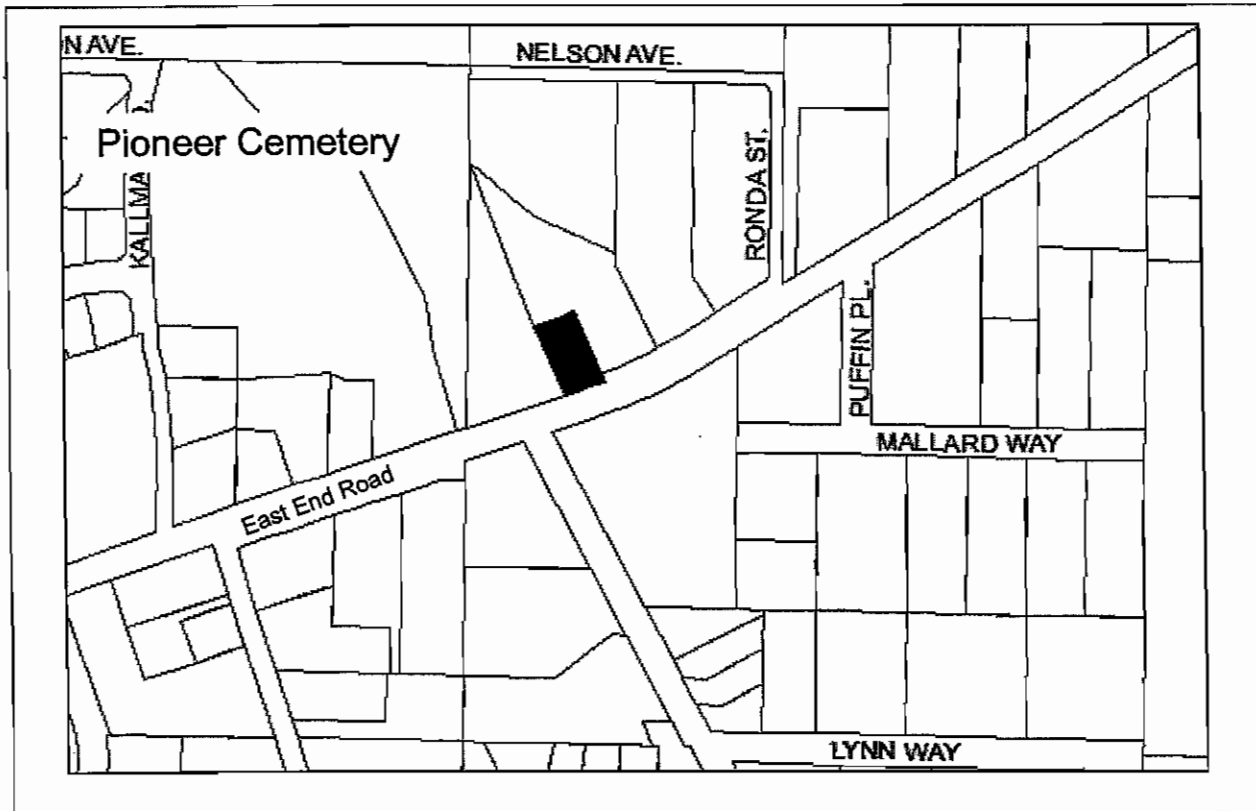 N AVE.
NELSON AVE.
Pioneer Cemetery
KALLMA
RONDA ST.
PUFFIN PL.
MALLARD WAY
East End Road
LYNN WAY